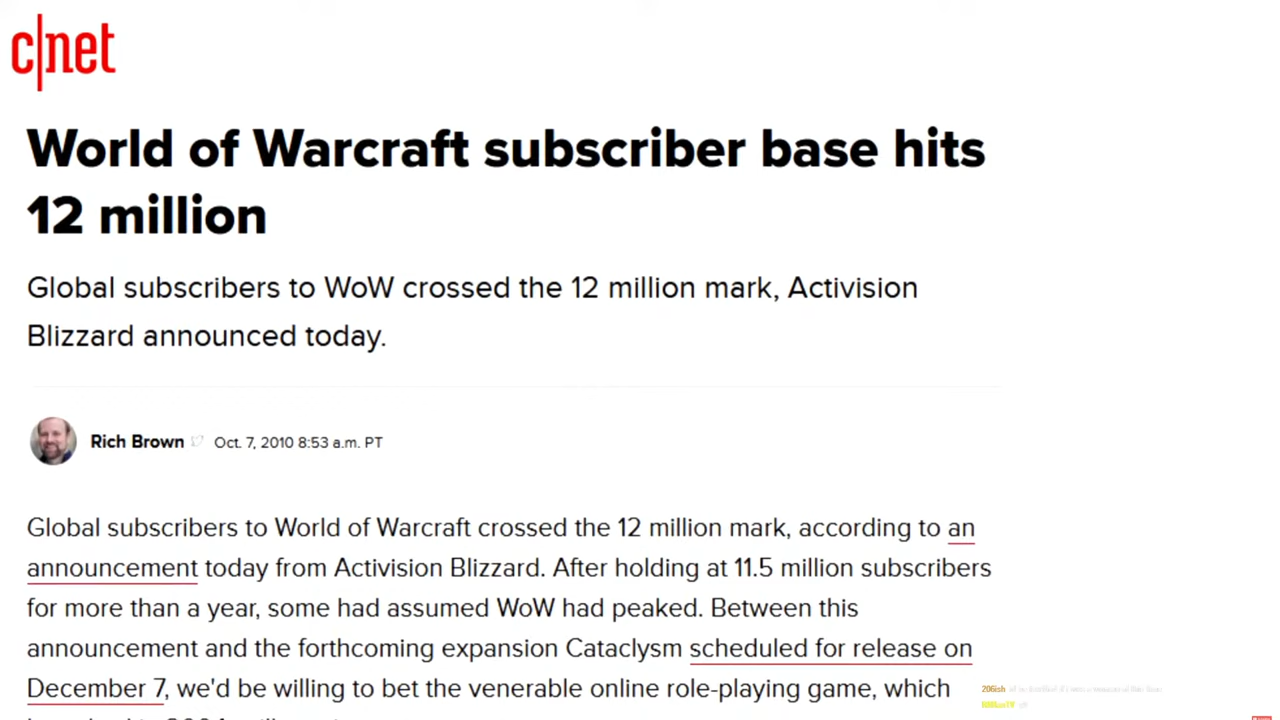 c|net
World of Warcraft subscriber base hits
12 million
Global subscribers to WoW crossed the 12 million mark, Activision
Blizzard announced today.
Rich Brown Oct. 7, 2010 8:53 a.m. PT
Global subscribers to World of Warcraft crossed the 12 million mark, according to an
announcement today from Activision Blizzard. After holding at 11.5 million subscribers
for more than a year, some had assumed WoW had peaked. Between this
announcement and the forthcoming expansion Cataclysm scheduled for release on
December 7, we'd be willing to bet the venerable online role-playing game, which
206ish